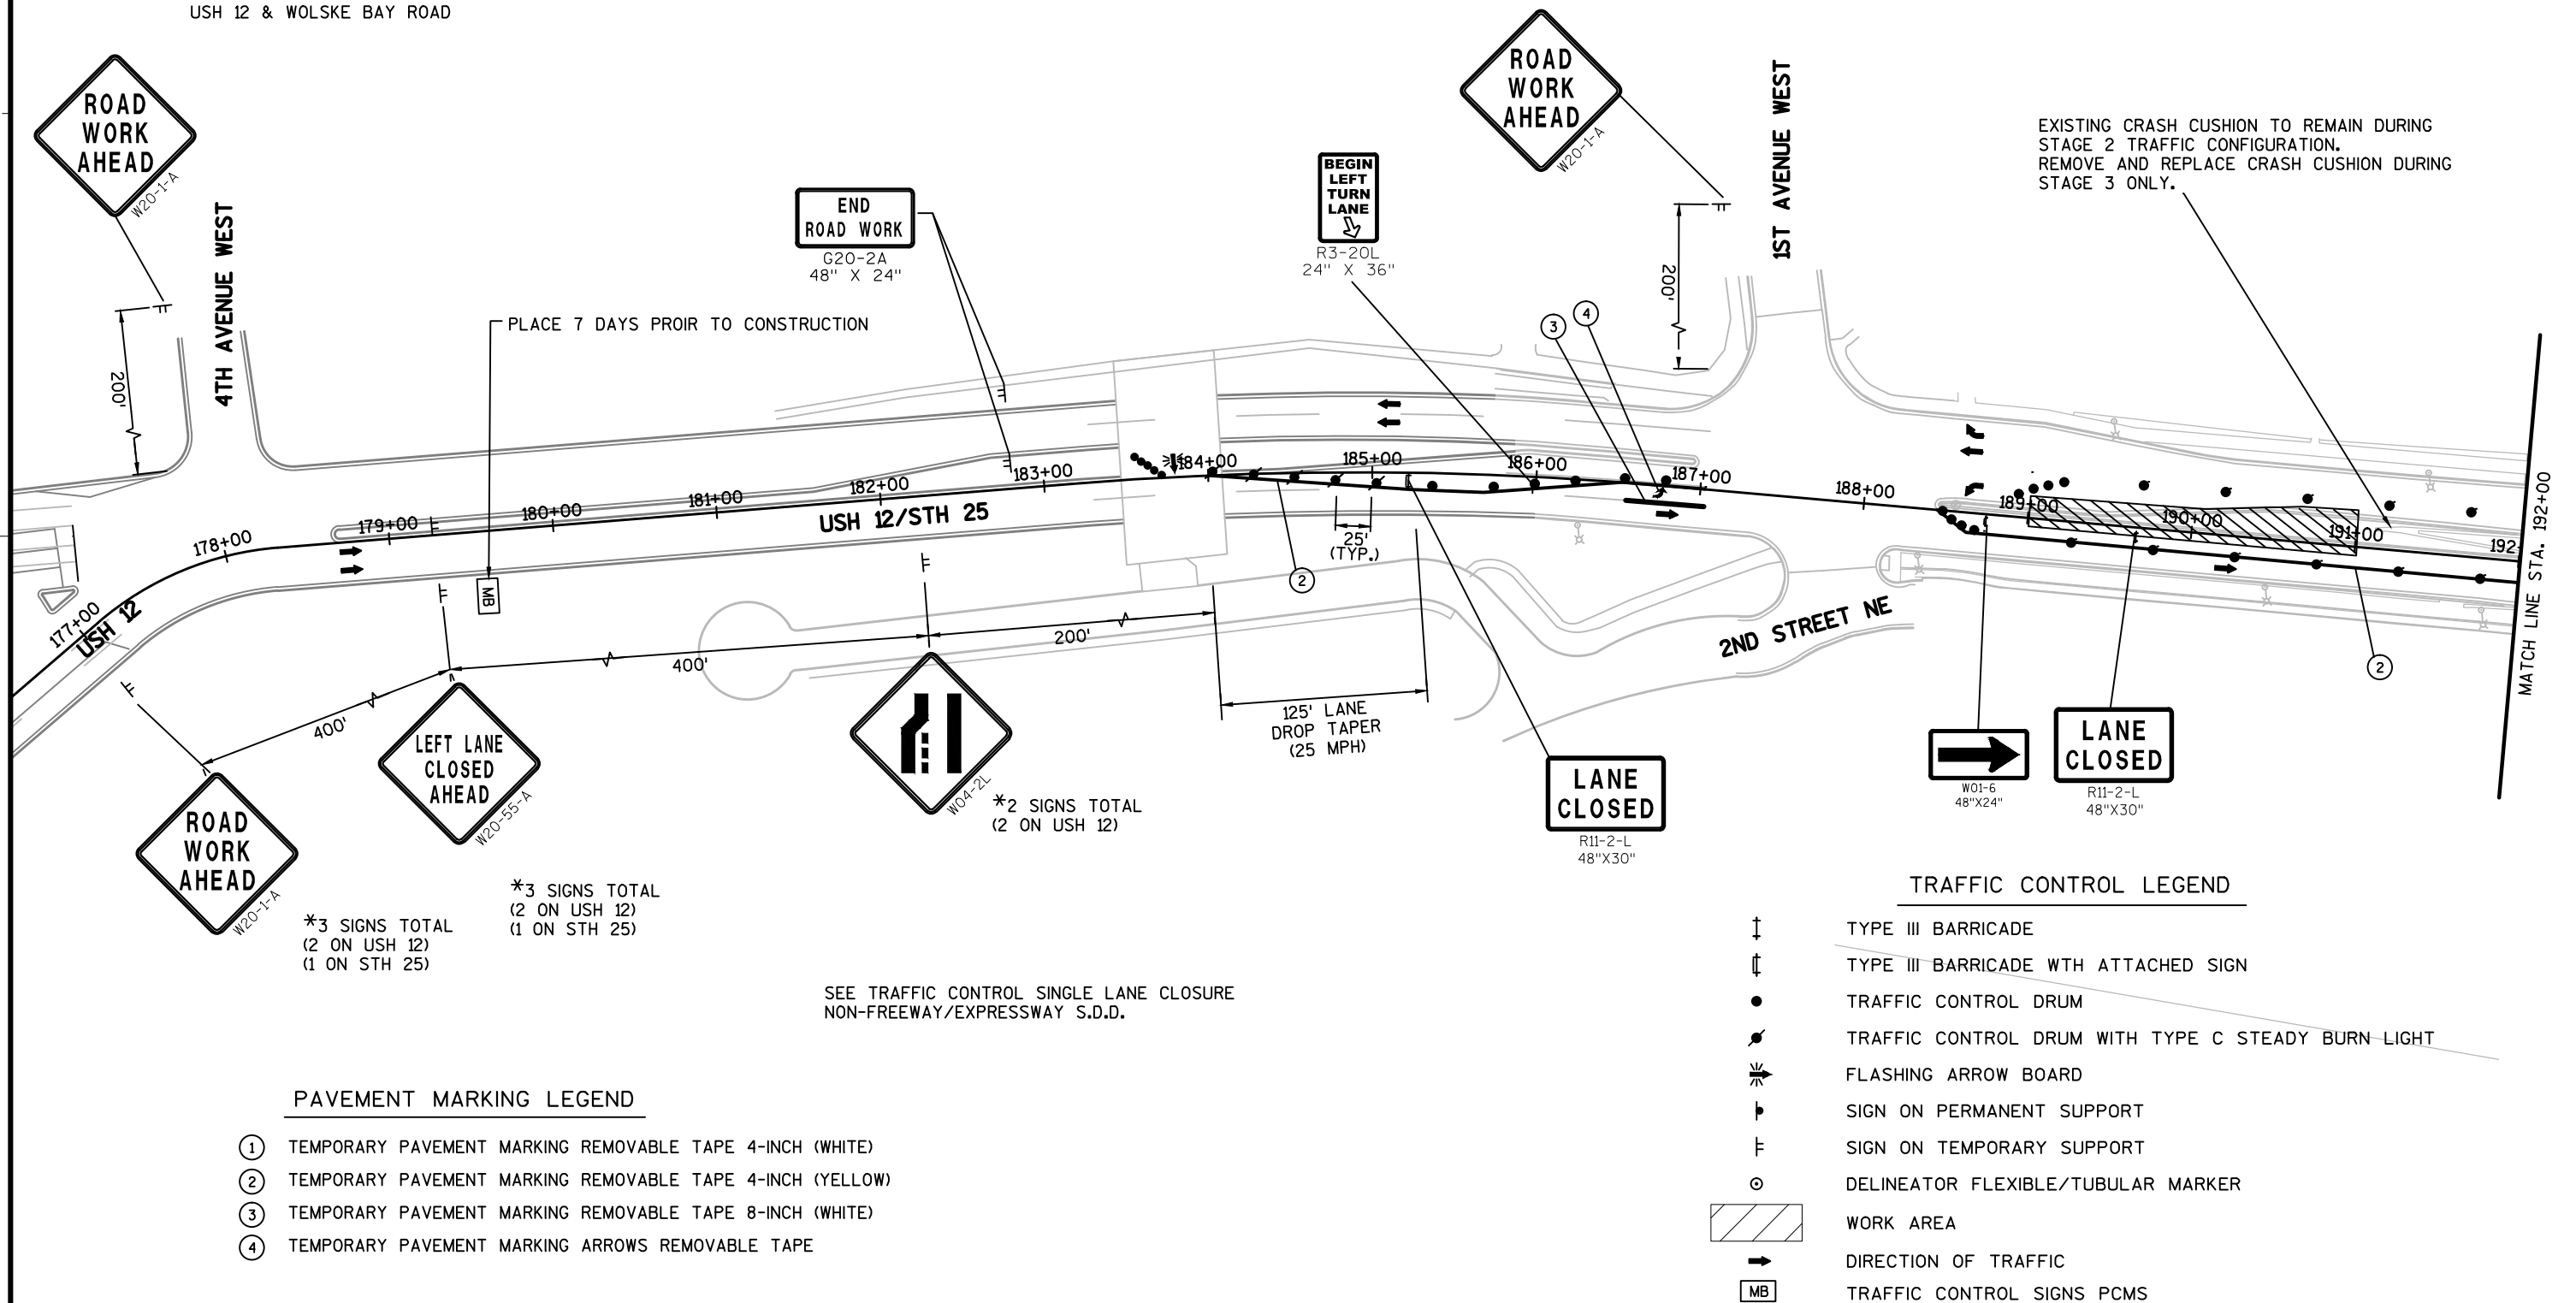 USH 12 & WOLSKE BAY ROAD
ROAD
WORK
AHEAD
W20-1-A
4TH AVENUE WEST
200'
END
ROAD WORK
G20-2A
48" X 24"
PLACE 7 DAYS PROIR TO CONSTRUCTION
BEGIN
LEFT
TURN
LANE
R3-20L
24" X 36"
ROAD
WORK
AHEAD
W20-1-A
1ST AVENUE WEST
200'
3
4
EXISTING CRASH CUSHION TO REMAIN DURING
STAGE 2 TRAFFIC CONFIGURATION.
REMOVE AND REPLACE CRASH CUSHION DURING
STAGE 3 ONLY.
177+00
178+00
179+00
180+00
181+00
182+00
183+00
184+00
185+00
186+00
187+00
188+00
189+00
190+00
191+00
192+
USH 12
USH 12/STH 25
MB
25'
(TYP.)
2
2ND STREET NE
2
MATCH LINE STA. 192+00
400'
400'
200'
125' LANE
DROP TAPER
(25 MPH)
ROAD
WORK
AHEAD
W20-1-A
*3 SIGNS TOTAL
(2 ON USH 12)
(1 ON STH 25)
LEFT LANE
CLOSED
AHEAD
W20-55-A
*3 SIGNS TOTAL
(2 ON USH 12)
(1 ON STH 25)
W04-2L
*2 SIGNS TOTAL
(2 ON USH 12)
LANE
CLOSED
R11-2-L
48"X30"
W01-6
48"X24"
LANE
CLOSED
R11-2-L
48"X30"
SEE TRAFFIC CONTROL SINGLE LANE CLOSURE
NON-FREEWAY/EXPRESSWAY S.D.D.
PAVEMENT MARKING LEGEND
1 TEMPORARY PAVEMENT MARKING REMOVABLE TAPE 4-INCH (WHITE)
2 TEMPORARY PAVEMENT MARKING REMOVABLE TAPE 4-INCH (YELLOW)
3 TEMPORARY PAVEMENT MARKING REMOVABLE TAPE 8-INCH (WHITE)
4 TEMPORARY PAVEMENT MARKING ARROWS REMOVABLE TAPE
TRAFFIC CONTROL LEGEND
TYPE III BARRICADE
TYPE III BARRICADE WTH ATTACHED SIGN
TRAFFIC CONTROL DRUM
TRAFFIC CONTROL DRUM WITH TYPE C STEADY BURN LIGHT
FLASHING ARROW BOARD
SIGN ON PERMANENT SUPPORT
SIGN ON TEMPORARY SUPPORT
DELINEATOR FLEXIBLE/TUBULAR MARKER
WORK AREA
DIRECTION OF TRAFFIC
MB TRAFFIC CONTROL SIGNS PCMS